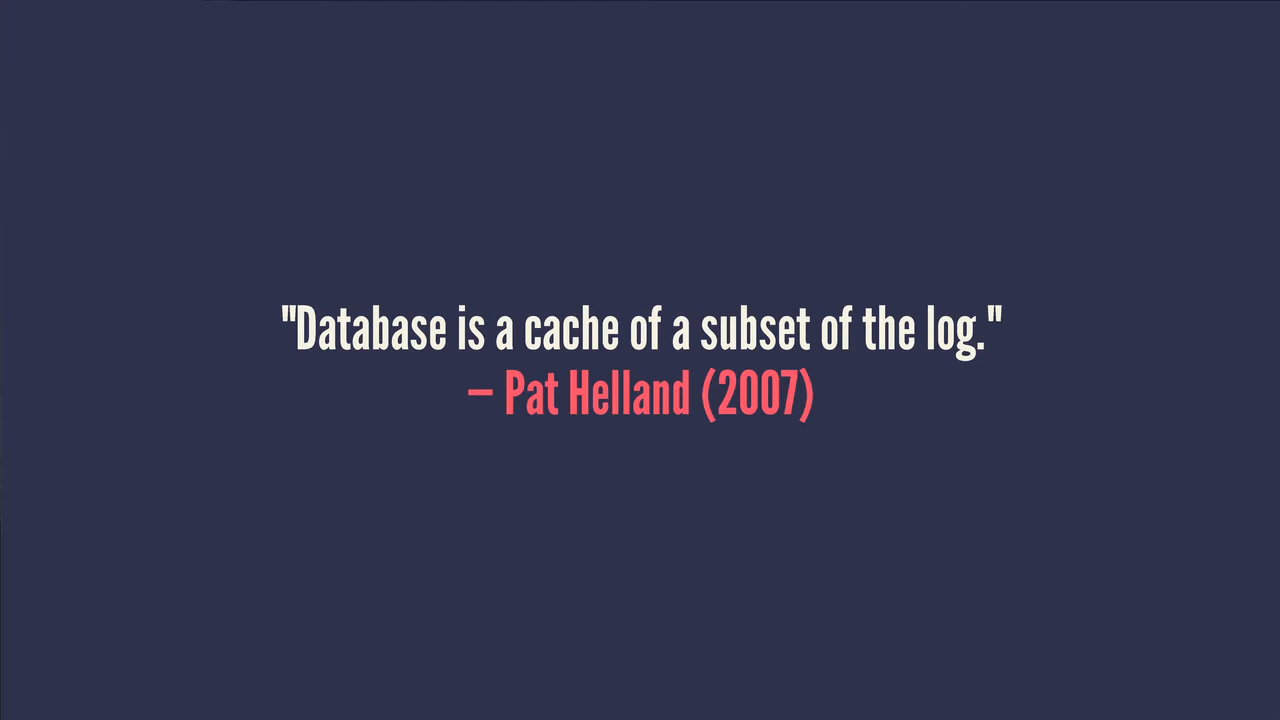 "Database is a cache of a subset of the log."
– Pat Helland (2007)